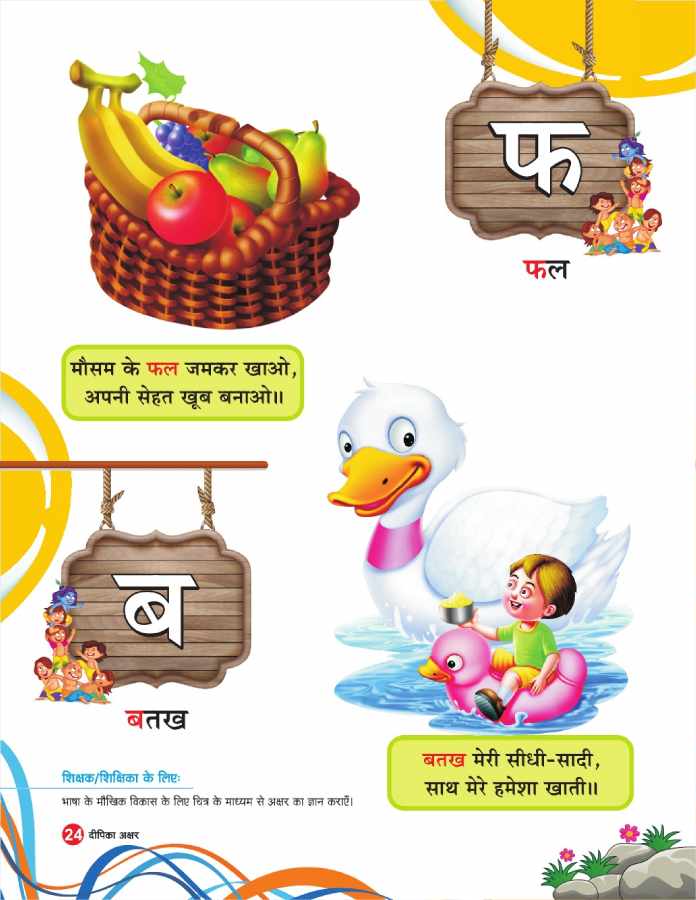 फ
फल
मौसम के फल जमकर खाओ,
अपनी सेहत खूब बनाओ॥
ब
बतख
बतख मेरी सीधी-सादी,
साथ मेरे हमेशा खाती॥
शिक्षक/शिक्षिका के लिए:
भाषा के मौखिक विकास के लिए चित्र के माध्यम से अक्षर का ज्ञान कराएँ।
24 दीपिका अक्षर